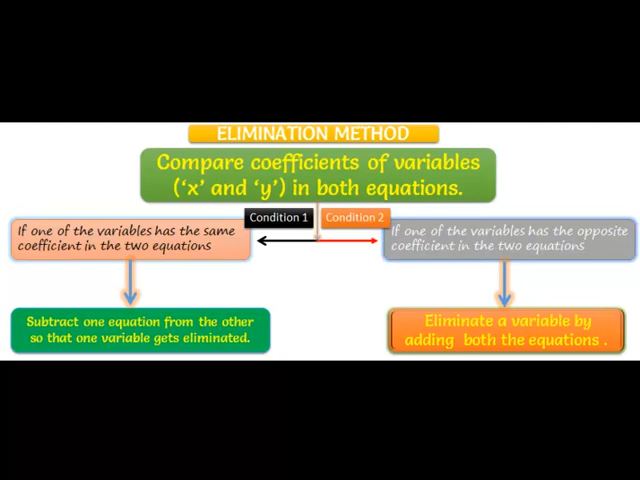 ELIMINATION METHOD
Compare coefficients of variables
(‘x’ and ‘y’) in both equations.
Condition 1
Condition 2
If one of the variables has the same
coefficient in the two equations
If one of the variables has the opposite
coefficient in the two equations
Subtract one equation from the other
so that one variable gets eliminated.
Eliminate a variable by
adding both the equations .